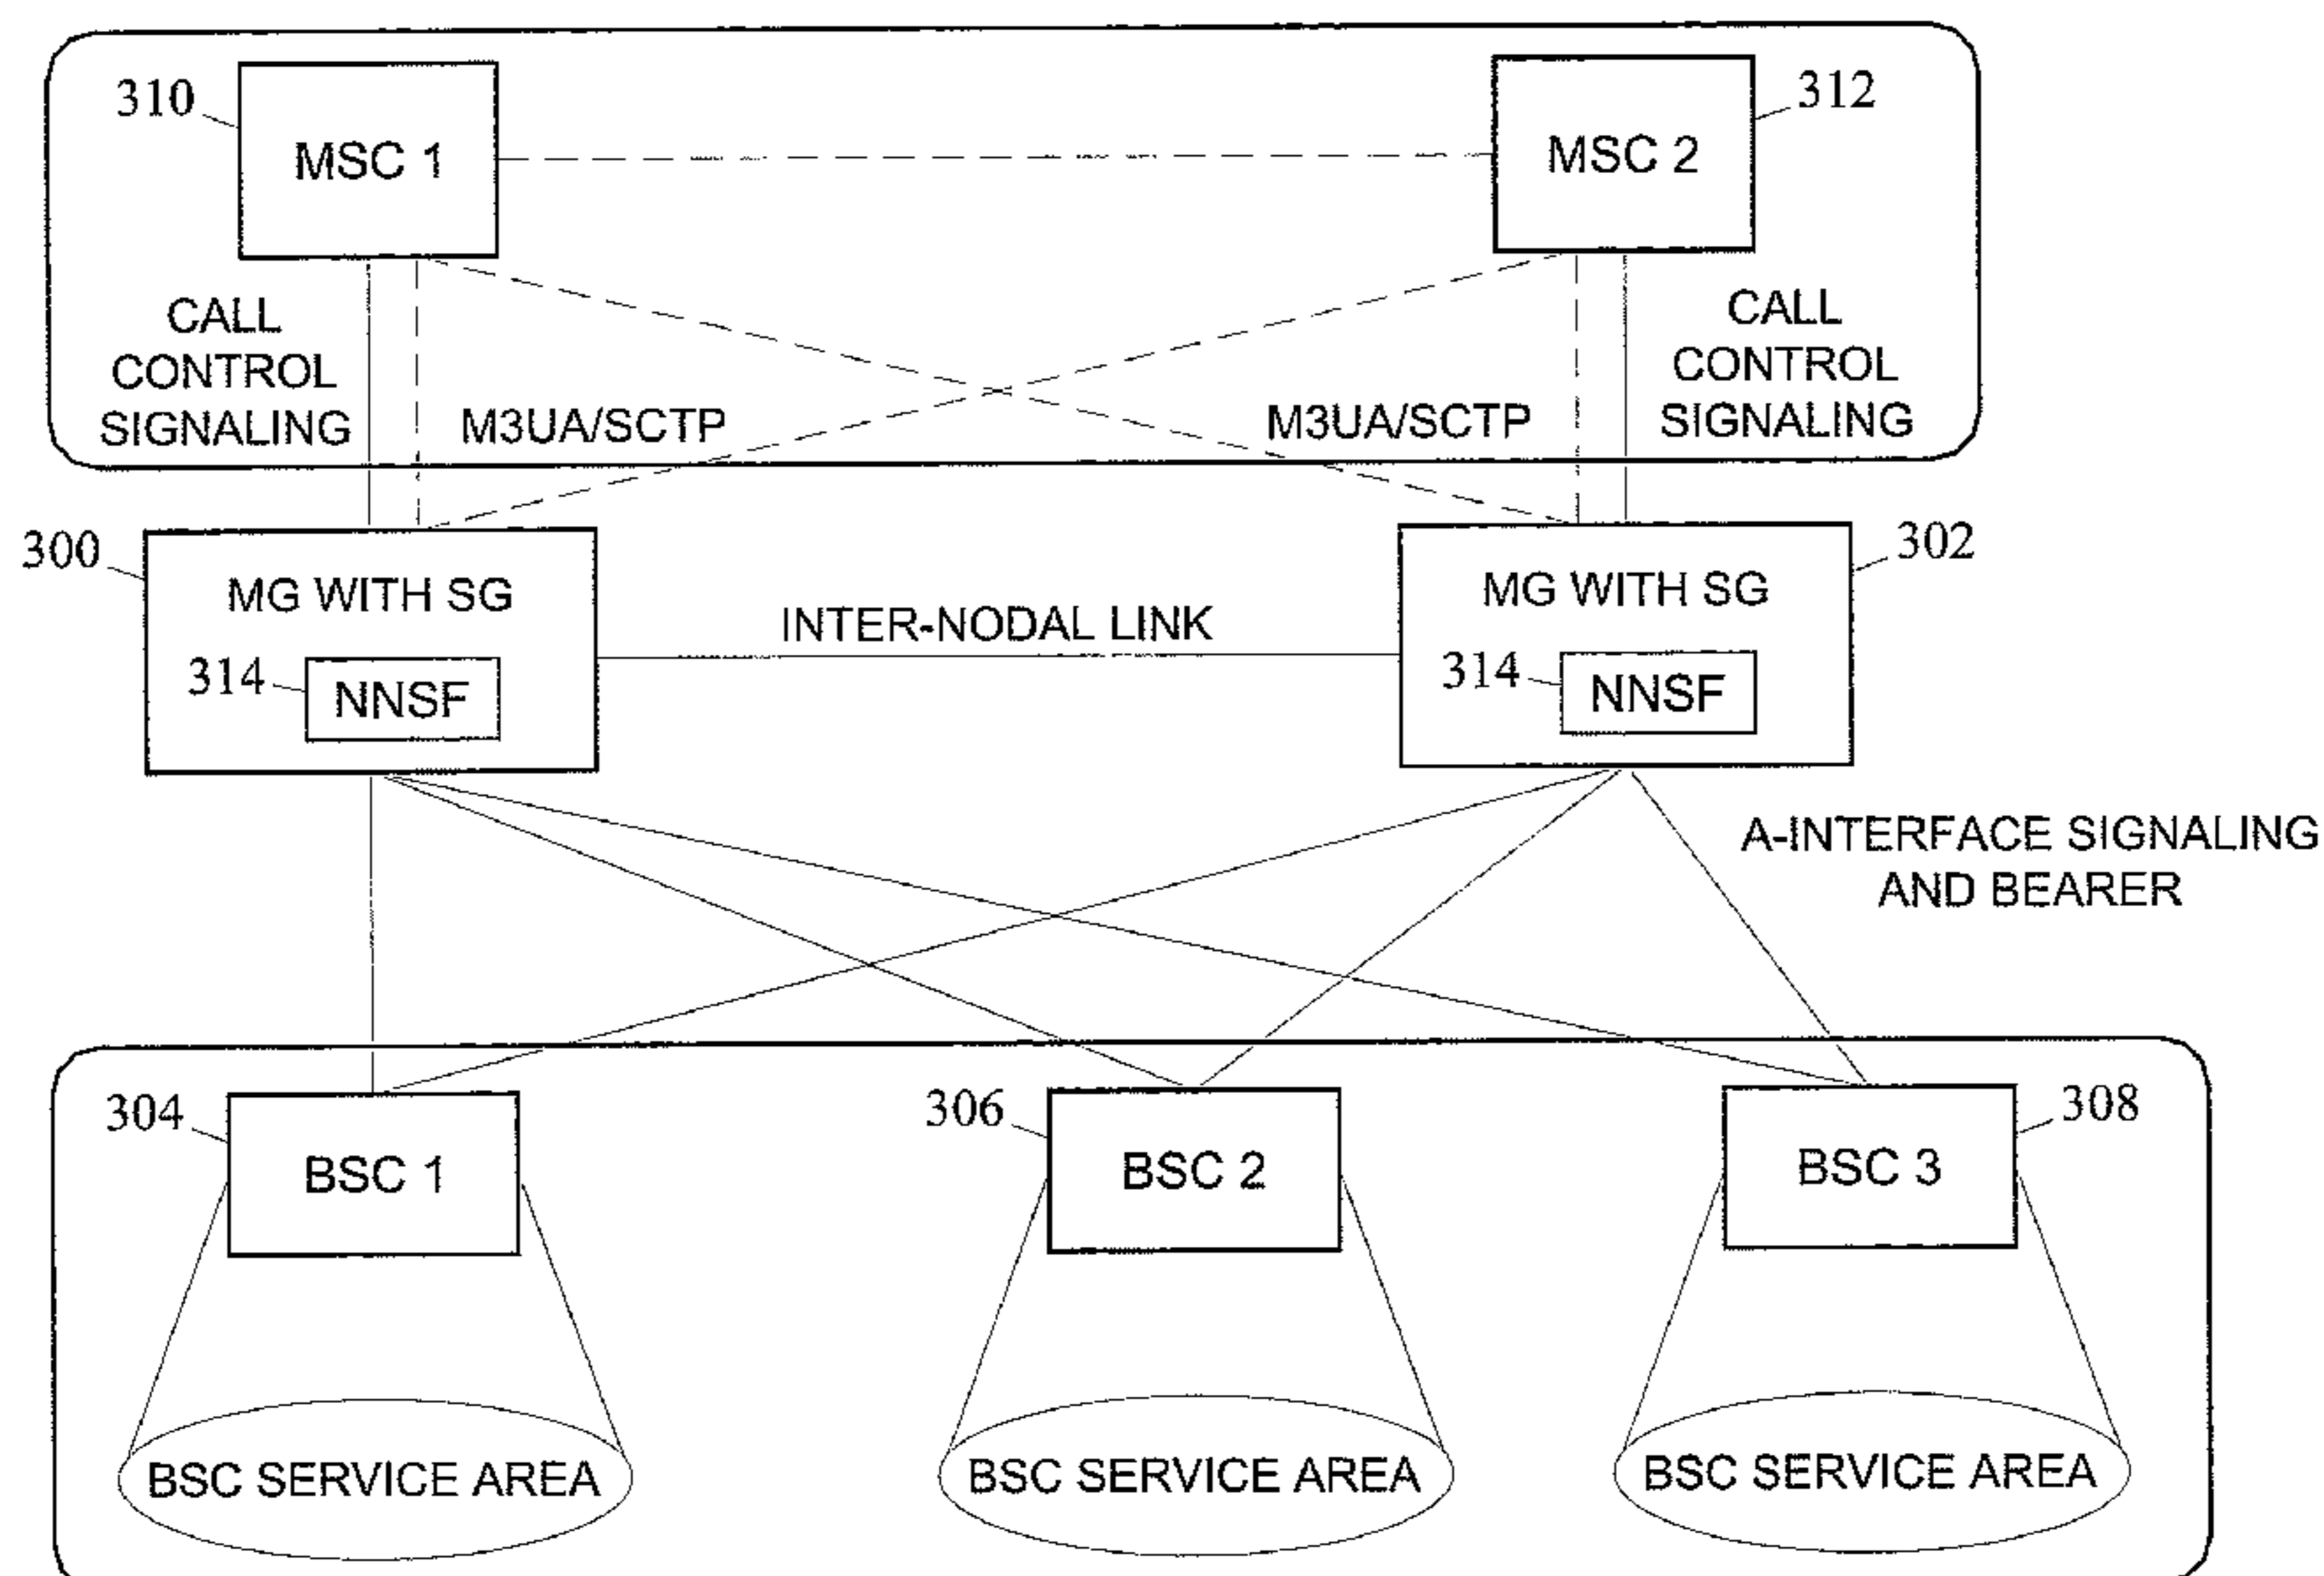 310
MSC 1
MSC 2
312
CALL
CONTROL
SIGNALING
M3UA/SCTP
M3UA/SCTP
CALL
CONTROL
SIGNALING
300
MG WITH SG
314
NNSF
INTER-NODAL LINK
302
MG WITH SG
314
NNSF
A-INTERFACE SIGNALING
AND BEARER
304
BSC 1
306
BSC 2
308
BSC 3
BSC SERVICE AREA
BSC SERVICE AREA
BSC SERVICE AREA